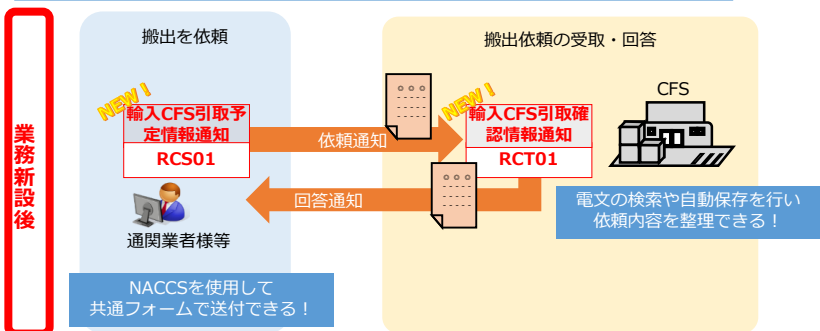 業務新設後
搬出を依頼
搬出依頼の受取・回答
NEW！
輸入CFS引取予
定情報通知
RCS01
依頼通知
NEW！
輸入CFS引取確
認情報通知
RCT01
CFS
回答通知
通関業者様等
電文の検索や自動保存を行い
依頼内容を整理できる！
NACCSを使用して
共通フォームで送付できる！